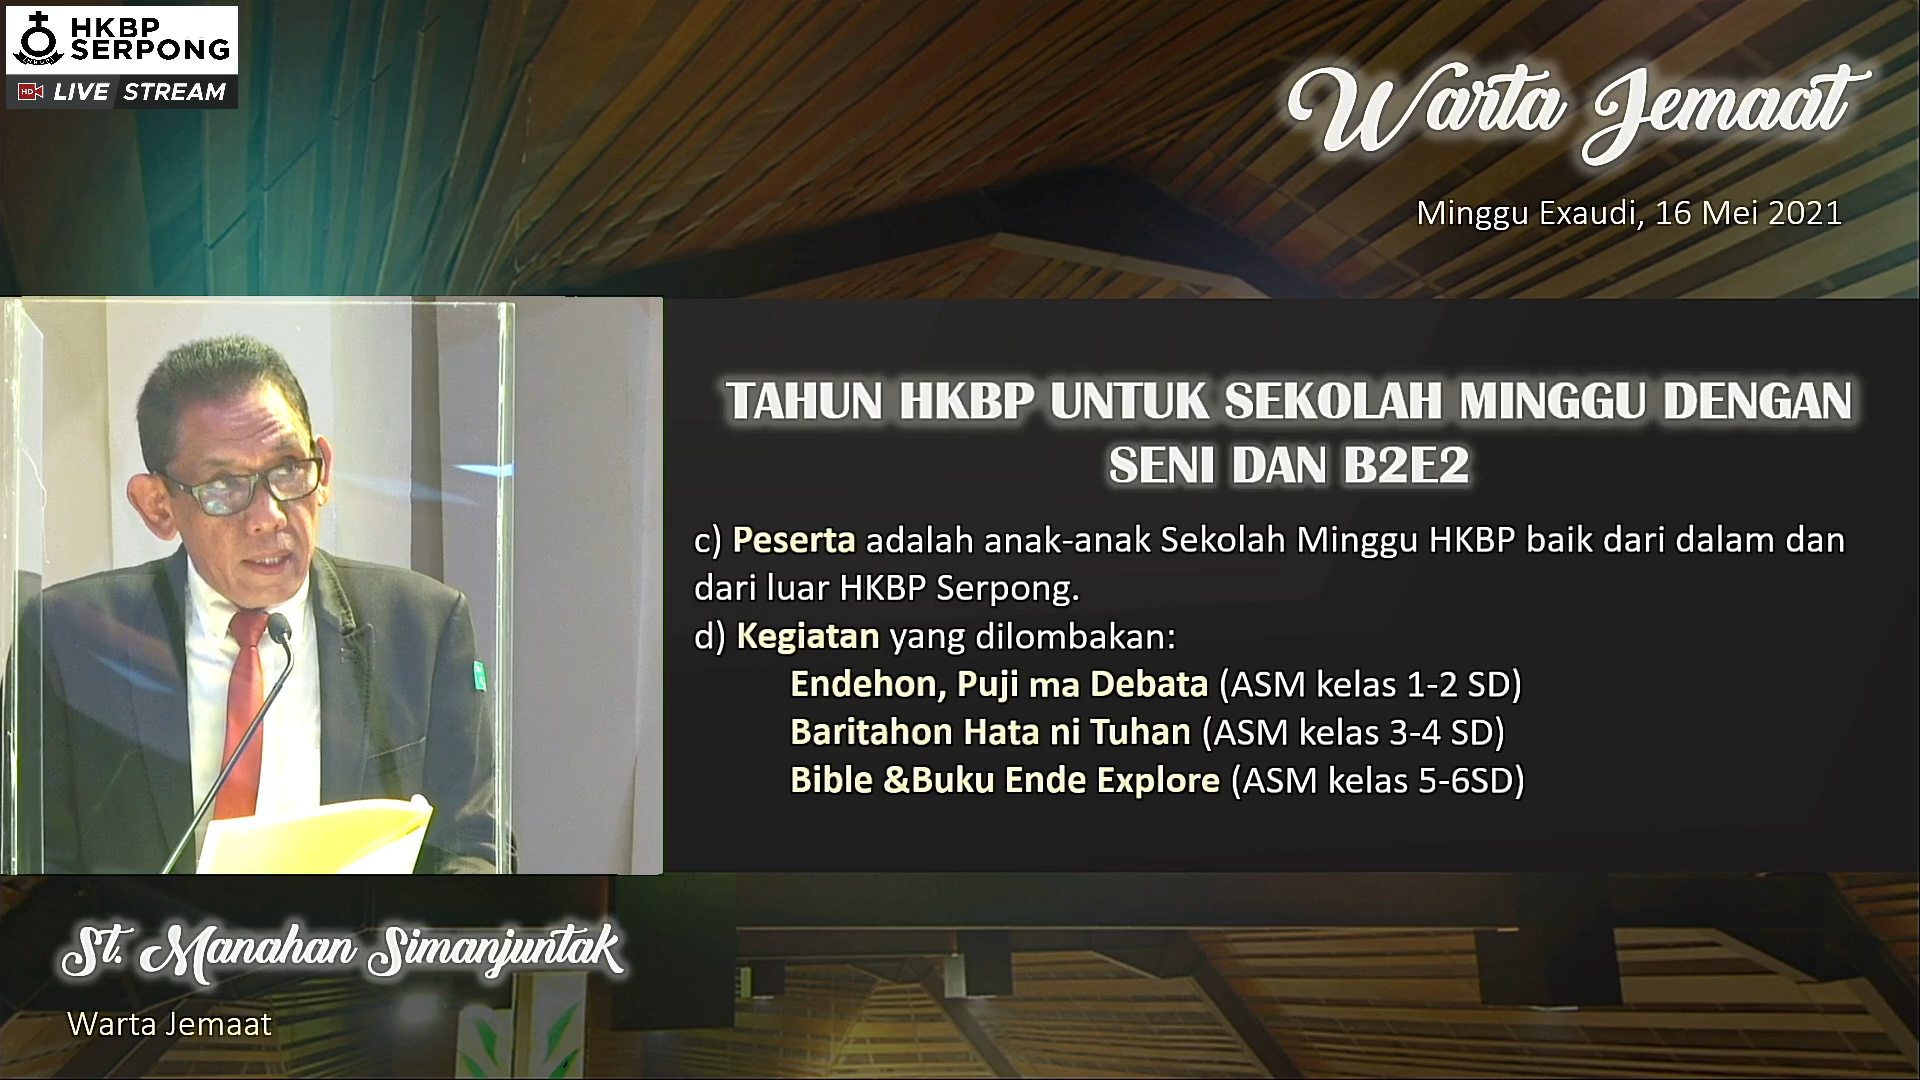 HKBP
SERPONG
HD LIVE STREAM
Warta Jemaat
Minggu Exaudi, 16 Mei 2021
TAHUN HKBP UNTUK SEKOLAH MINGGU DENGAN
SENI DAN B2E2
c) Peserta adalah anak-anak Sekolah Minggu HKBP baik dari dalam dan
dari luar HKBP Serpong.
d) Kegiatan yang dilombakan:
Endehon, Puji ma Debata (ASM kelas 1-2 SD)
Baritahon Hata ni Tuhan (ASM kelas 3-4 SD)
Bible &Buku Ende Explore (ASM kelas 5-6SD)
St. Manahan Simanjuntak
Warta Jemaat